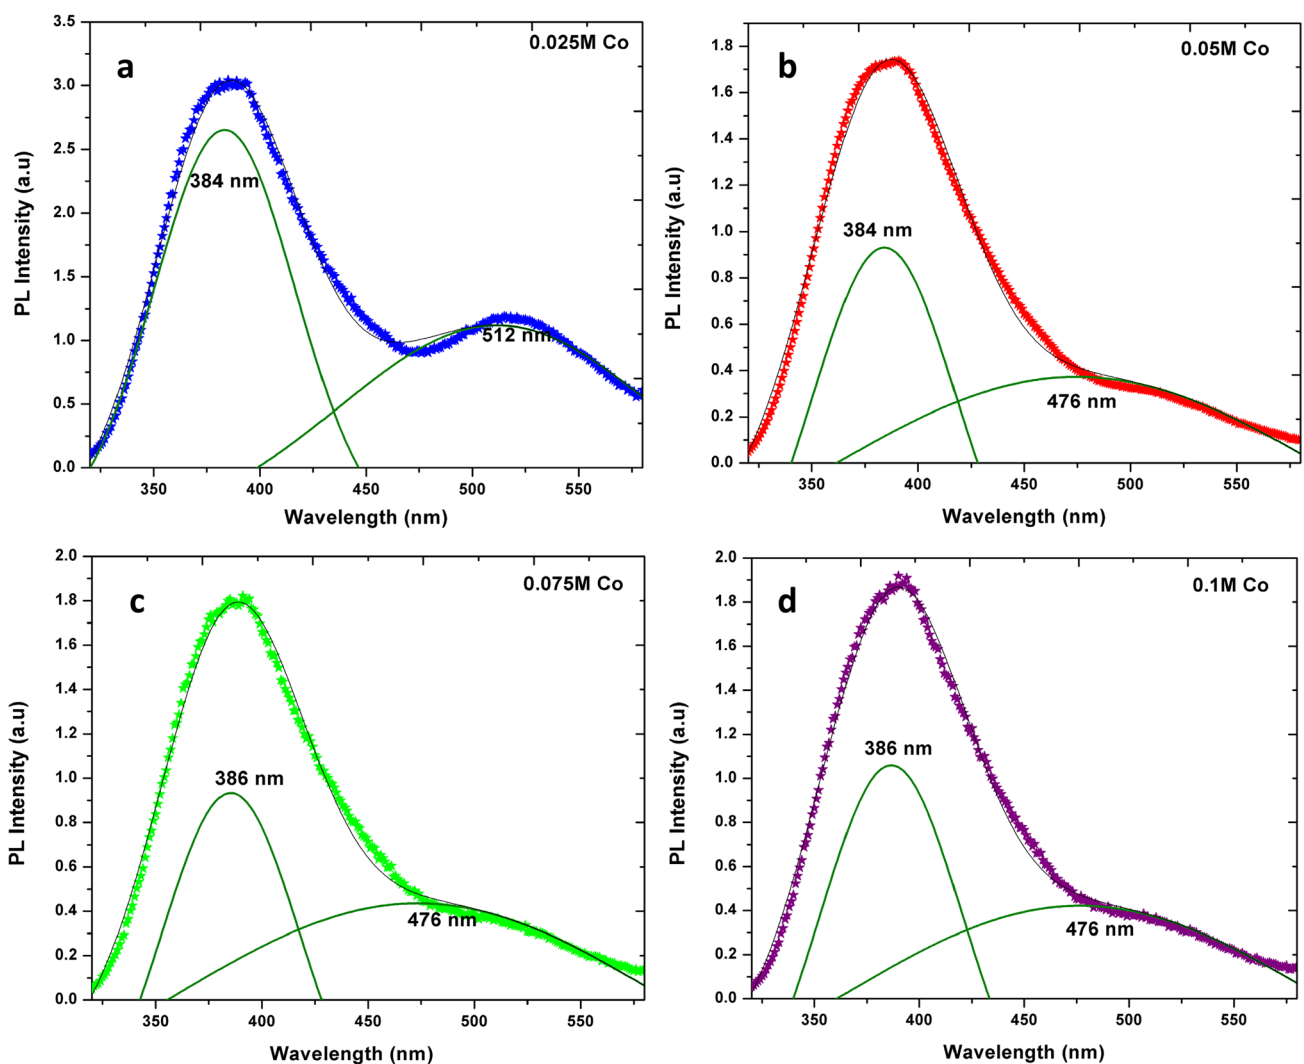 a
0.025M Co
3.5
3.0
2.5
2.0
1.5
1.0
0.5
0.0
384 nm
512 nm
350 400 450 500 550
PL Intensity (a.u)
Wavelength (nm)
b
0.05M Co
1.8
1.6
1.4
1.2
1.0
0.8
0.6
0.4
0.2
0.0
384 nm
476 nm
350 400 450 500 550
PL Intensity (a.u)
Wavelength (nm)
c
0.075M Co
2.0
1.8
1.6
1.4
1.2
1.0
0.8
0.6
0.4
0.2
0.0
386 nm
476 nm
350 400 450 500 550
PL Intensity (a.u)
Wavelength (nm)
d
0.1M Co
2.0
1.8
1.6
1.4
1.2
1.0
0.8
0.6
0.4
0.2
0.0
386 nm
476 nm
350 400 450 500 550
PL Intensity (a.u)
Wavelength (nm)